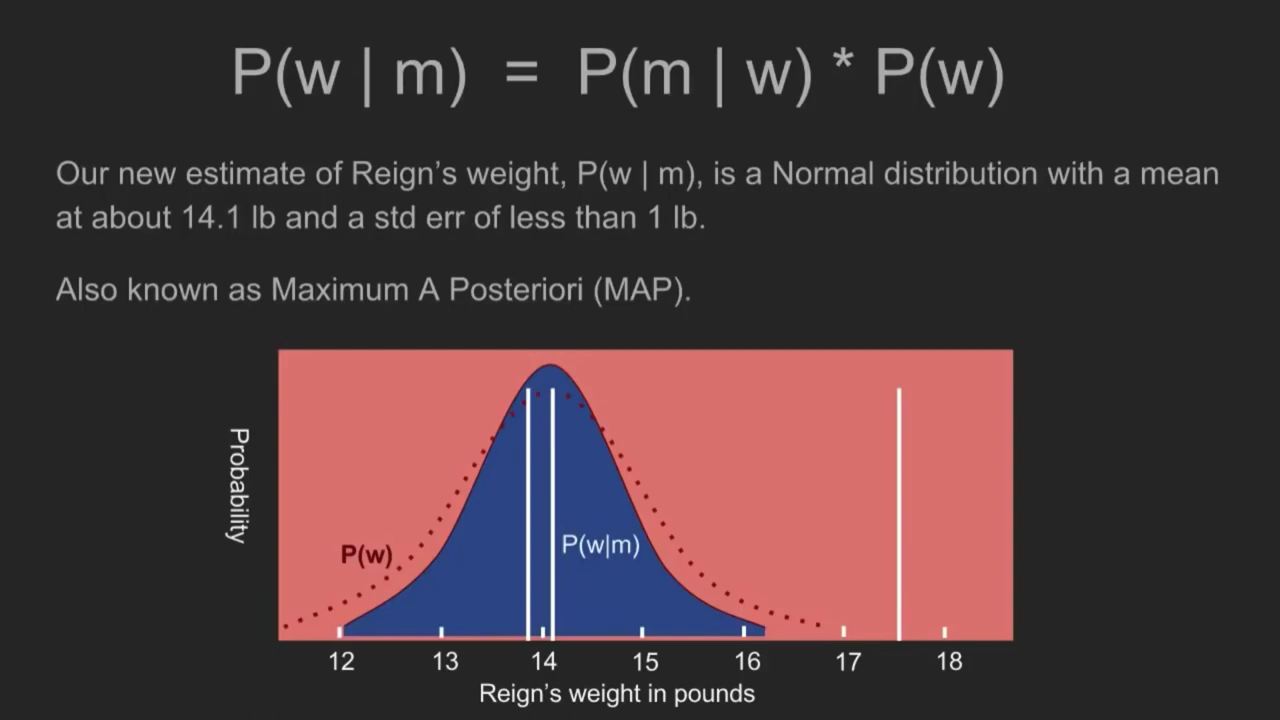 P(w | m) = P(m | w) * P(w)
Our new estimate of Reign’s weight, P(w | m), is a Normal distribution with a mean
at about 14.1 lb and a std err of less than 1 lb.
Also known as Maximum A Posteriori (MAP).
Probability
P(w)
P(w|m)
12 13 14 15 16 17 18
Reign’s weight in pounds